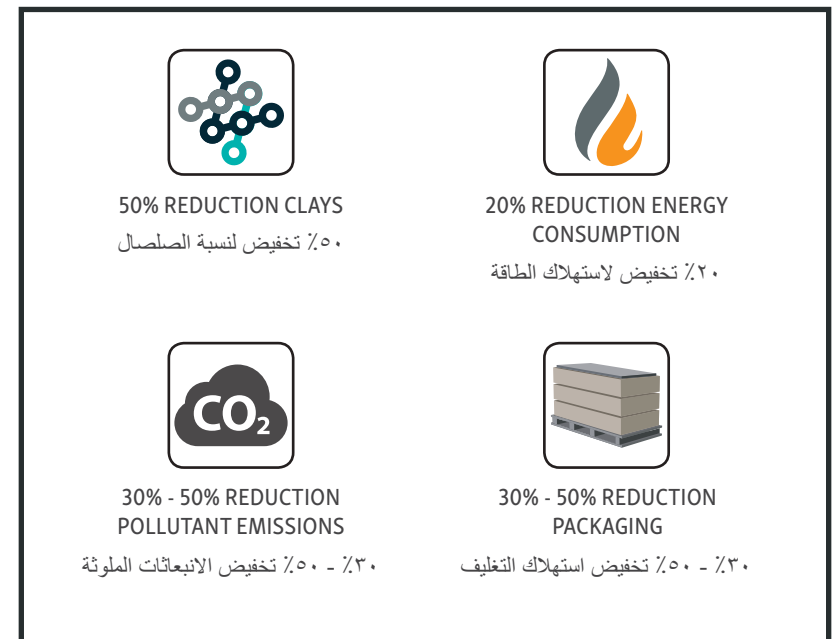 50% REDUCTION CLAYS
٥٠٪ تخفيض لنسبة الصلصال
20% REDUCTION ENERGY
CONSUMPTION
٢٠٪ تخفيض لاستهلاك الطاقة
CO₂
30% - 50% REDUCTION
POLLUTANT EMISSIONS
٣٠٪ - ٥٠٪ تخفيض الانبعاثات الملوثة
30% - 50% REDUCTION
PACKAGING
٣٠٪ - ٥٠٪ تخفيض استهلاك التغليف